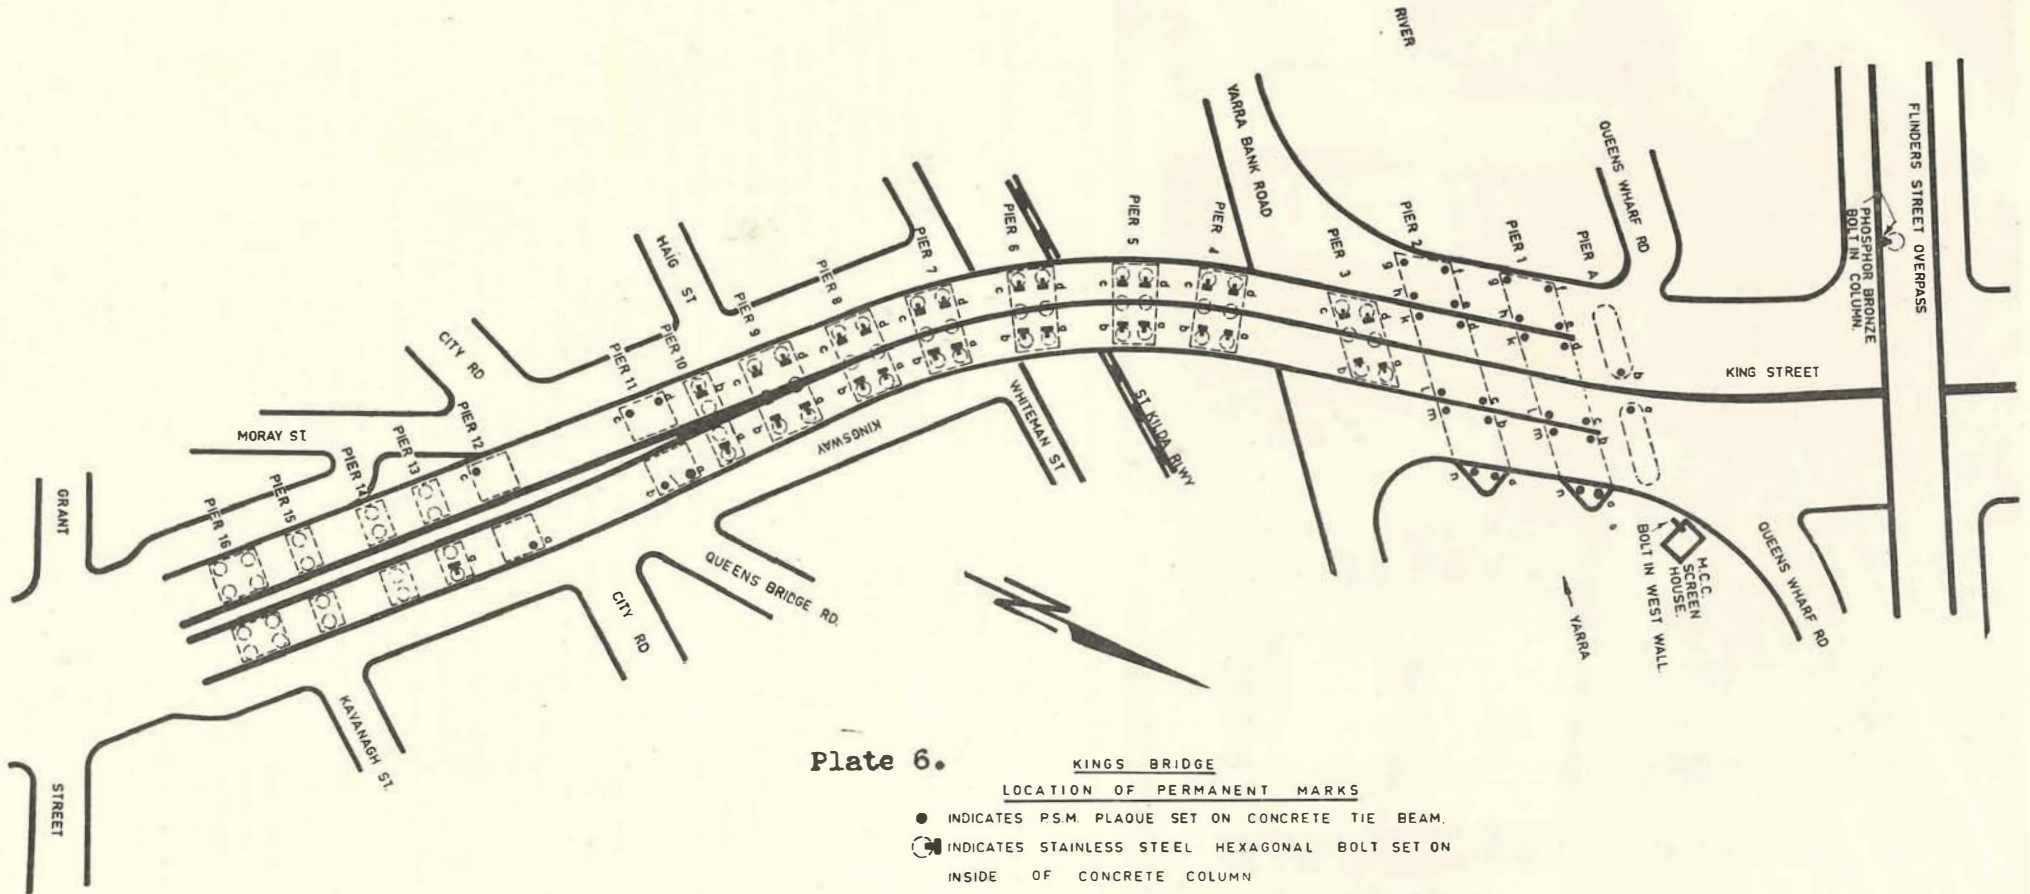 RIVER
YARRA BANK ROAD
QUEENS WHARF RD
FLINDERS STREET OVERPASS
PHOSPHOR BRONZE
BOLT IN COLUMN.
KING STREET
PIER A
PIER 1
PIER 2
PIER 3
PIER 4
PIER 5
PIER 6
PIER 7
PIER 8
PIER 9
PIER 10
PIER 11
PIER 12
PIER 13
PIER 14
PIER 15
PIER 16
HAIG ST
CITY RD
MORAY ST
GRANT
STREET
KINGSWAY
WHITEMAN ST
ST KILDA RLWY
QUEENS BRIDGE RD.
CITY RD
KAVANAGH ST.
M.C.C.
SCREEN
HOUSE.
BOLT IN WEST WALL
QUEENS WHARF RD
YARRA
Plate 6.
KINGS BRIDGE
LOCATION OF PERMANENT MARKS
INDICATES P.S.M. PLAQUE SET ON CONCRETE TIE BEAM.
INDICATES STAINLESS STEEL HEXAGONAL BOLT SET ON
INSIDE OF CONCRETE COLUMN